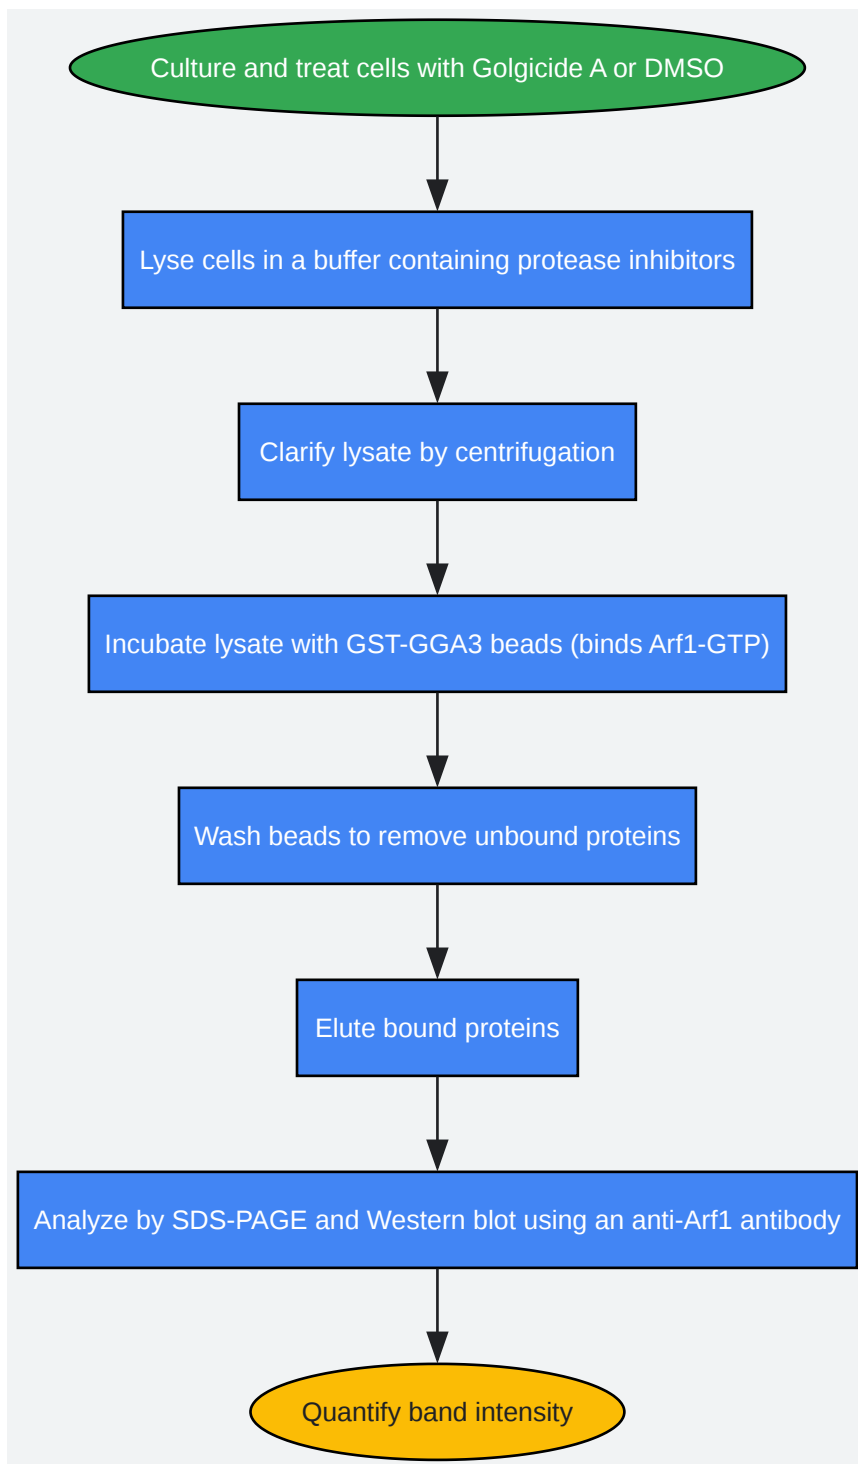 Culture and treat cells with Golgicide A or DMSO
Lyse cells in a buffer containing protease inhibitors
Clarify lysate by centrifugation
Incubate lysate with GST-GGA3 beads (binds Arf1-GTP)
Wash beads to remove unbound proteins
Elute bound proteins
Analyze by SDS-PAGE and Western blot using an anti-Arf1 antibody
Quantify band intensity